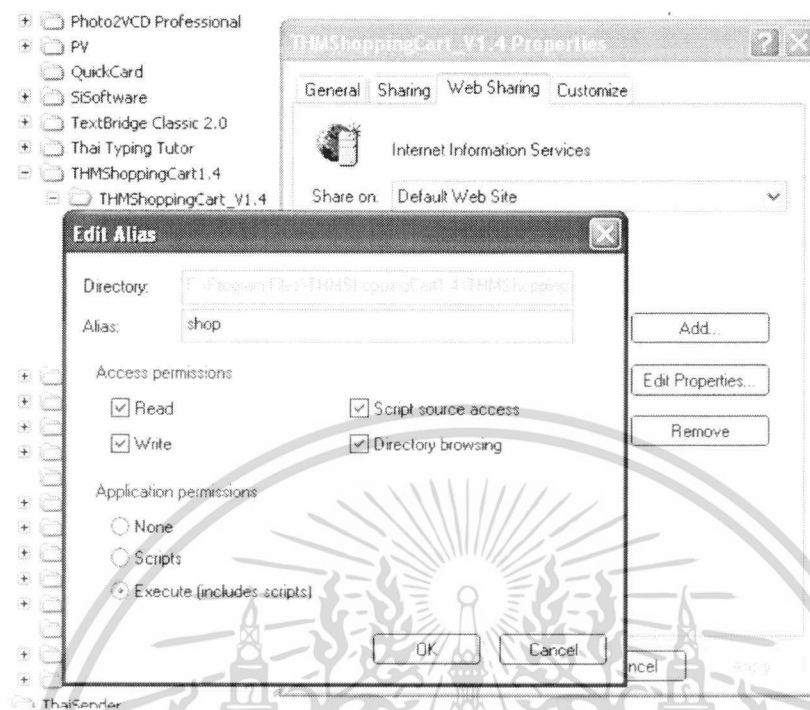 Photo2VCD Professional
PV
QuickCard
SiSoftware
TextBridge Classic 2.0
Thai Typing Tutor
THMShoppingCart1.4
THMShoppingCart_V1.4
THMShoppingCart_V1.4 Properties
General Sharing Web Sharing Customize
Internet Information Services
Share on: Default Web Site
Edit Alias
Directory:
Alias: shop
Access permissions
Read Script source access
Write Directory browsing
Application permissions
None
Scripts
Execute (includes scripts)
OK Cancel
Add...
Edit Properties...
Remove
ncel
ThaiSender